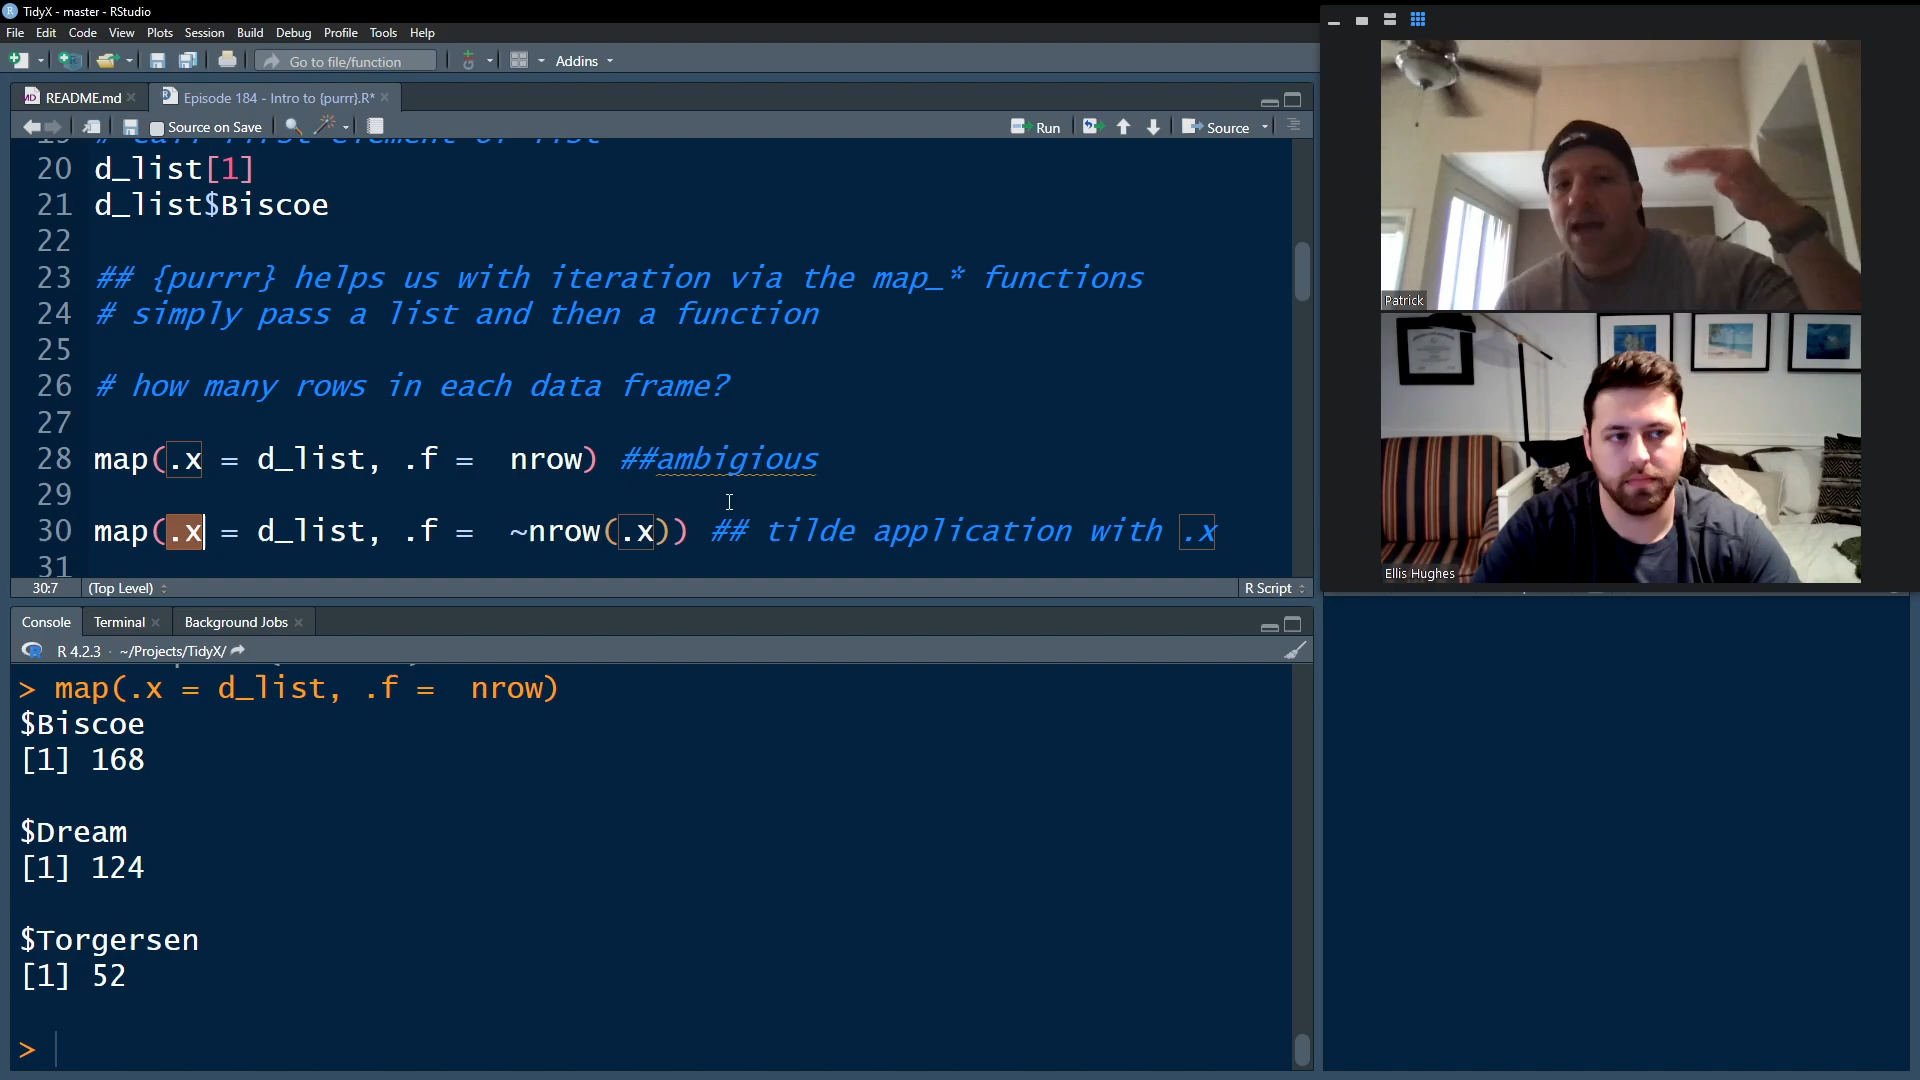 TidyX - master - RStudio
File Edit Code View Plots Session Build Debug Profile Tools Help
Go to file/function Addins
README.md Episode 184 - Intro to {purrr}.R*
Source on Save Run Source
20 d_list[1]
21 d_list$Biscoe
22
23 ## {purrr} helps us with iteration via the map_* functions
24 # simply pass a list and then a function
25
26 # how many rows in each data frame?
27
28 map(.x = d_list, .f =  nrow) ##ambigious
29
30 map(.x = d_list, .f =  ~nrow(.x)) ## tilde application with .x
31
30:7 (Top Level) R Script
Console Terminal Background Jobs
R 4.2.3 · ~/Projects/TidyX/
> map(.x = d_list, .f =  nrow)
$Biscoe
[1] 168
$Dream
[1] 124
$Torgersen
[1] 52
>
Patrick
Ellis Hughes